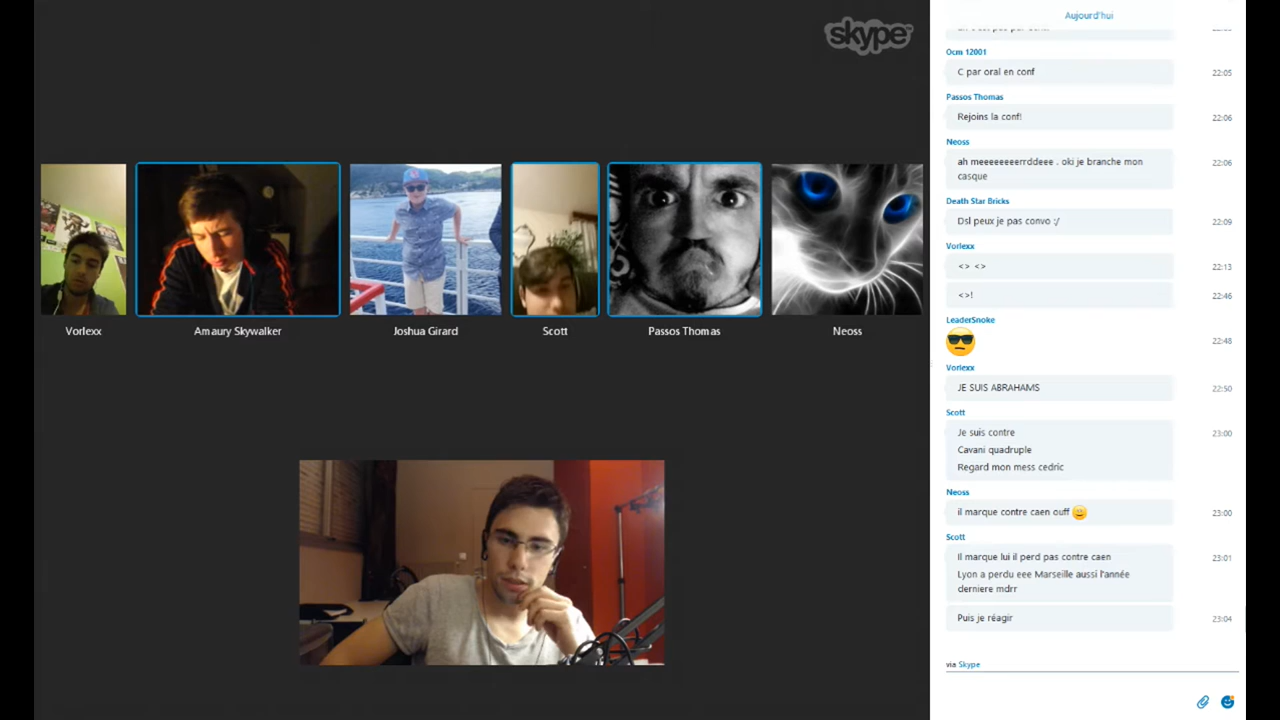 skype™
Vorlexx
Amaury Skywalker
Joshua Girard
Scott
Passos Thomas
Neoss
Aujourd'hui
Ocm 12001
C par oral en conf
22:05
Passos Thomas
Rejoins la conf!
22:06
Neoss
ah meeeeeeerrddeee . oki je branche mon
casque
22:06
Death Star Bricks
Dsl peux je pas convo :/
22:09
Vorlexx
<> <>
22:13
<>!
22:46
LeaderSnoke
22:48
Vorlexx
JE SUIS ABRAHAMS
22:50
Scott
Je suis contre
23:00
Cavani quadruple
Regard mon mess cedric
Neoss
il marque contre caen ouff
23:00
Scott
Il marque lui il perd pas contre caen
23:01
Lyon a perdu eee Marseille aussi l'année
derniere mdrr
Puis je réagir
23:04
via Skype